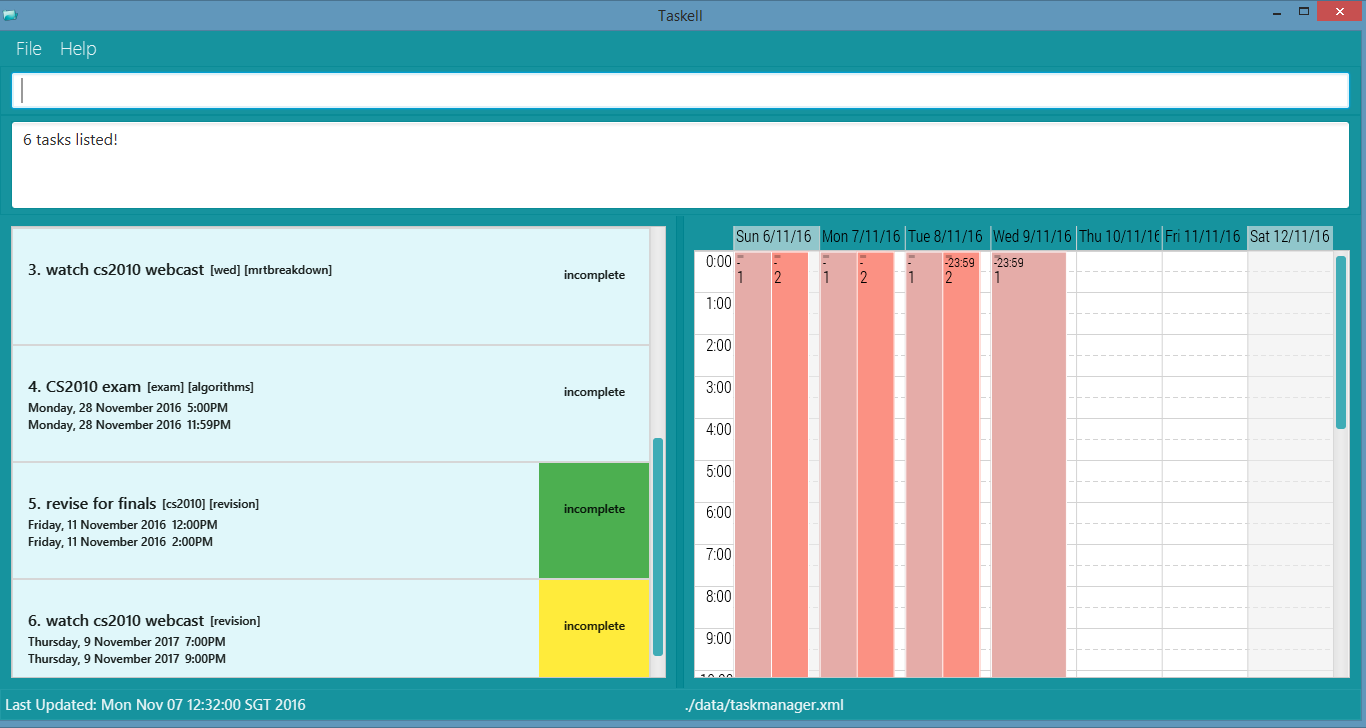 Taskell
File Help
6 tasks listed!
3. watch cs2010 webcast [wed] [mrtbreakdown]
incomplete
4. CS2010 exam [exam] [algorithms]
incomplete
Monday, 28 November 2016 5:00PM
Monday, 28 November 2016 11:59PM
5. revise for finals [cs2010] [revision]
incomplete
Friday, 11 November 2016 12:00PM
Friday, 11 November 2016 2:00PM
6. watch cs2010 webcast [revision]
incomplete
Thursday, 9 November 2017 7:00PM
Thursday, 9 November 2017 9:00PM
Sun 6/11/16 Mon 7/11/16 Tue 8/11/16 Wed 9/11/16 Thu 10/11/16 Fri 11/11/16 Sat 12/11/16
0:00 - - - - - -23:59 -23:59
1 2 1 2 1 2 1
1:00
2:00
3:00
4:00
5:00
6:00
7:00
8:00
9:00
10:00
Last Updated: Mon Nov 07 12:32:00 SGT 2016
./data/taskmanager.xml